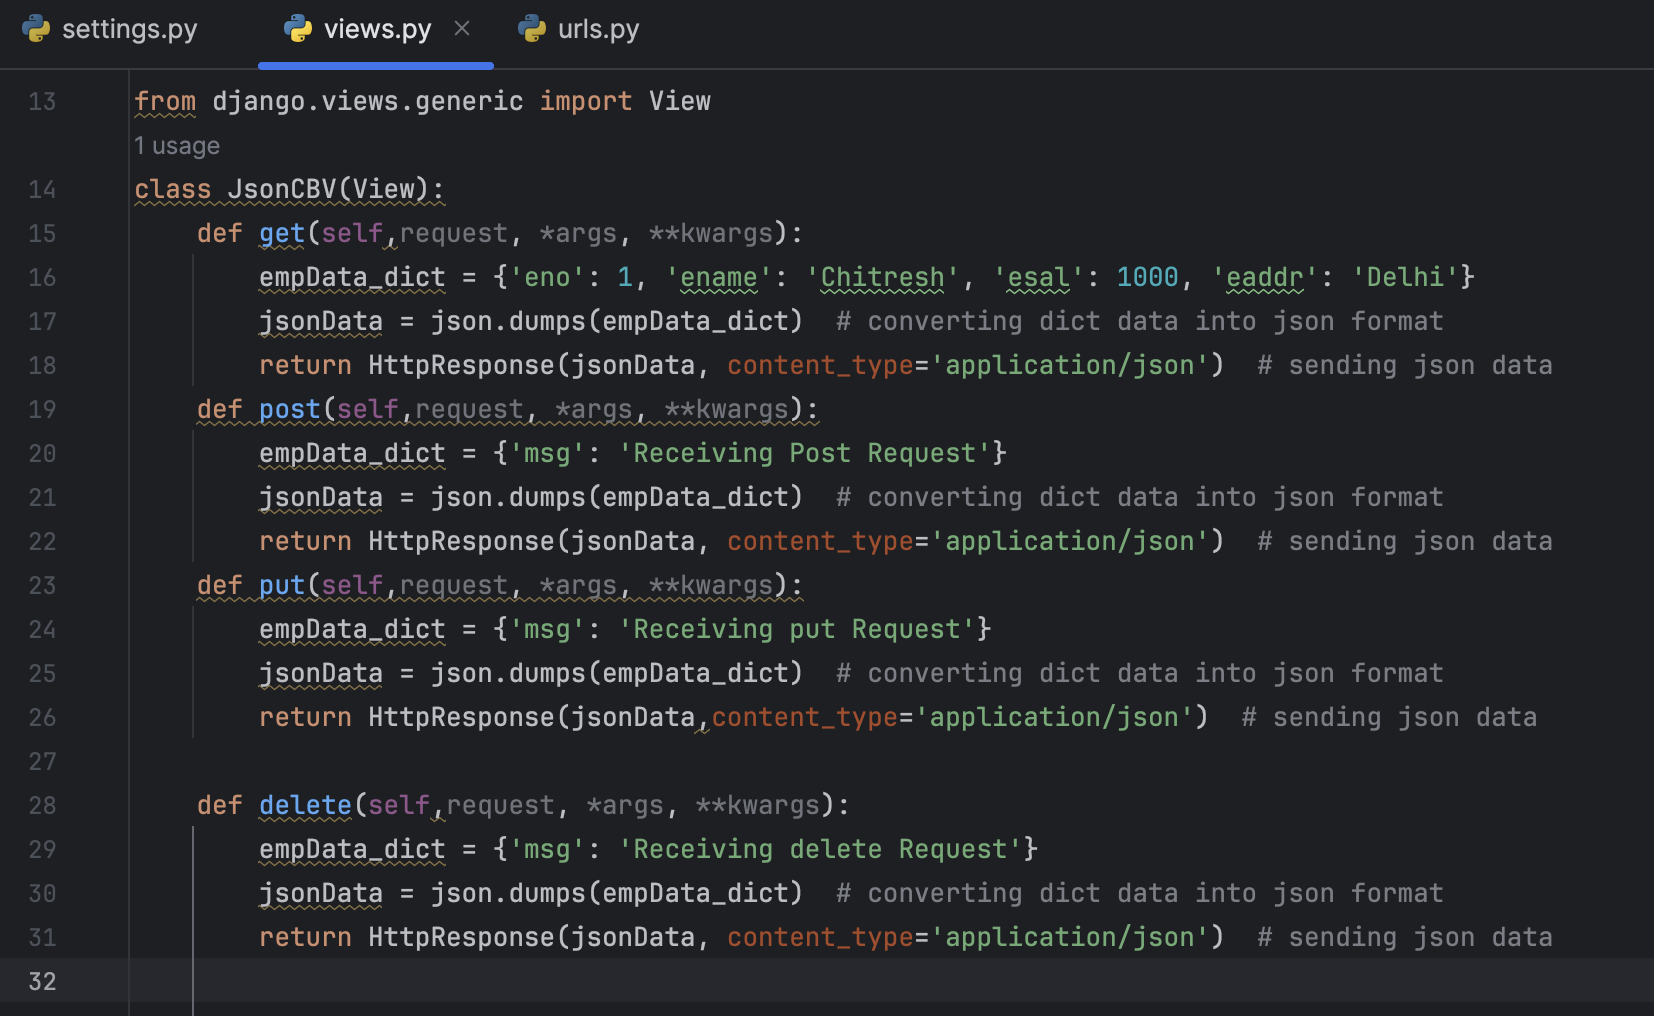 settings.py views.py × urls.py
13 from django.views.generic import View
1 usage
14 class JsonCBV(View):
15 def get(self,request, *args, **kwargs):
16 empData_dict = {'eno': 1, 'ename': 'Chitresh', 'esal': 1000, 'eaddr': 'Delhi'}
17 jsonData = json.dumps(empData_dict)  # converting dict data into json format
18 return HttpResponse(jsonData, content_type='application/json')  # sending json data
19 def post(self,request, *args, **kwargs):
20 empData_dict = {'msg': 'Receiving Post Request'}
21 jsonData = json.dumps(empData_dict)  # converting dict data into json format
22 return HttpResponse(jsonData, content_type='application/json')  # sending json data
23 def put(self,request, *args, **kwargs):
24 empData_dict = {'msg': 'Receiving put Request'}
25 jsonData = json.dumps(empData_dict)  # converting dict data into json format
26 return HttpResponse(jsonData,content_type='application/json')  # sending json data
27
28 def delete(self,request, *args, **kwargs):
29 empData_dict = {'msg': 'Receiving delete Request'}
30 jsonData = json.dumps(empData_dict)  # converting dict data into json format
31 return HttpResponse(jsonData, content_type='application/json')  # sending json data
32